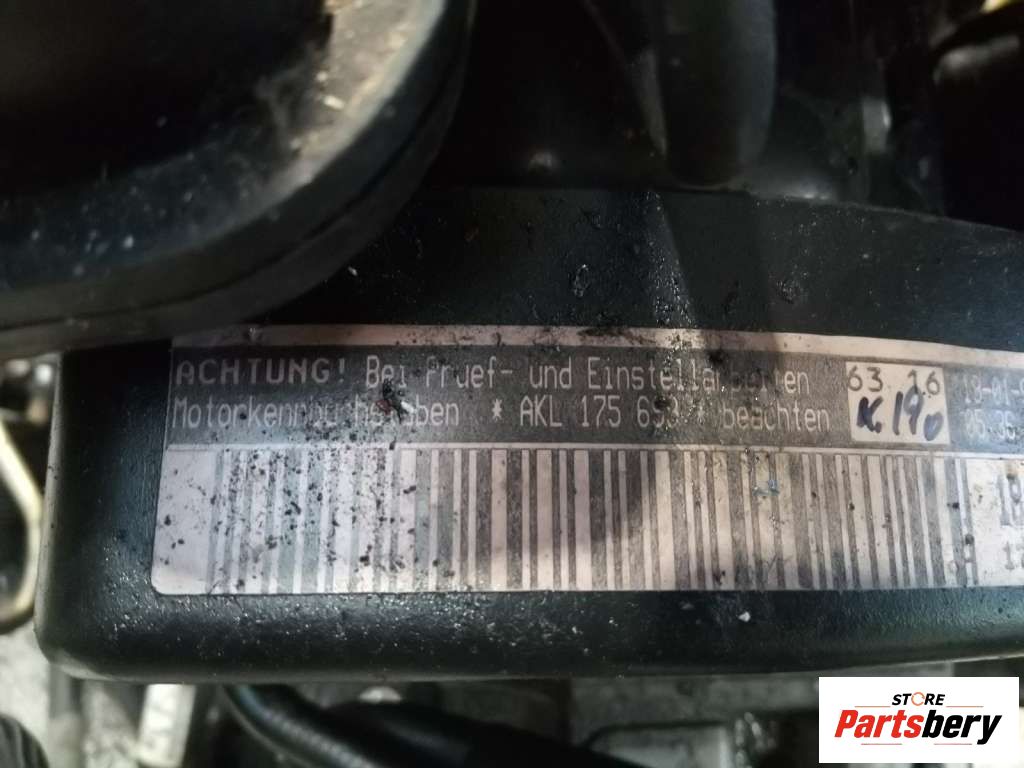 ACHTUNG! Bei Pruef- und Einstellarbeiten
Motorkennbuchstaben * AKL 175 653 * beachten
63 16
K.190
STORE
Partsbery